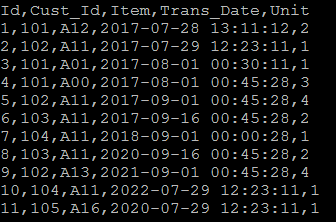 Id,Cust_Id,Item,Trans_Date,Unit
1,101,A12,2017-07-28 13:11:12,2
2,102,A11,2017-07-29 12:23:11,1
3,101,A01,2017-08-01 00:30:11,1
4,101,A00,2017-08-01 00:45:28,3
5,102,A11,2017-09-01 00:45:28,4
6,103,A11,2017-09-16 00:45:28,2
7,104,A11,2018-09-01 00:00:28,1
8,103,A11,2020-09-16 00:45:28,2
9,102,A13,2021-09-01 00:45:28,4
10,104,A11,2022-07-29 12:23:11,1
11,105,A16,2020-07-29 12:23:11,1